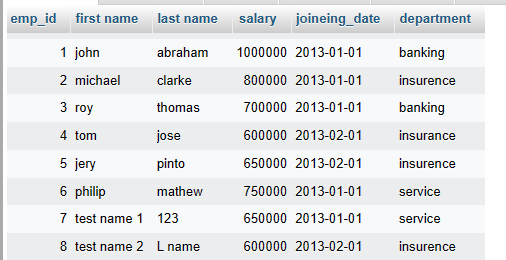 emp_id first name last name salary joineing_date department
1 john abraham 1000000 2013-01-01 banking
2 michael clarke 800000 2013-01-01 insurence
3 roy thomas 700000 2013-01-01 banking
4 tom jose 600000 2013-02-01 insurance
5 jery pinto 650000 2013-02-01 insurence
6 philip mathew 750000 2013-01-01 service
7 test name 1 123 650000 2013-01-01 service
8 test name 2 L name 600000 2013-02-01 insurence